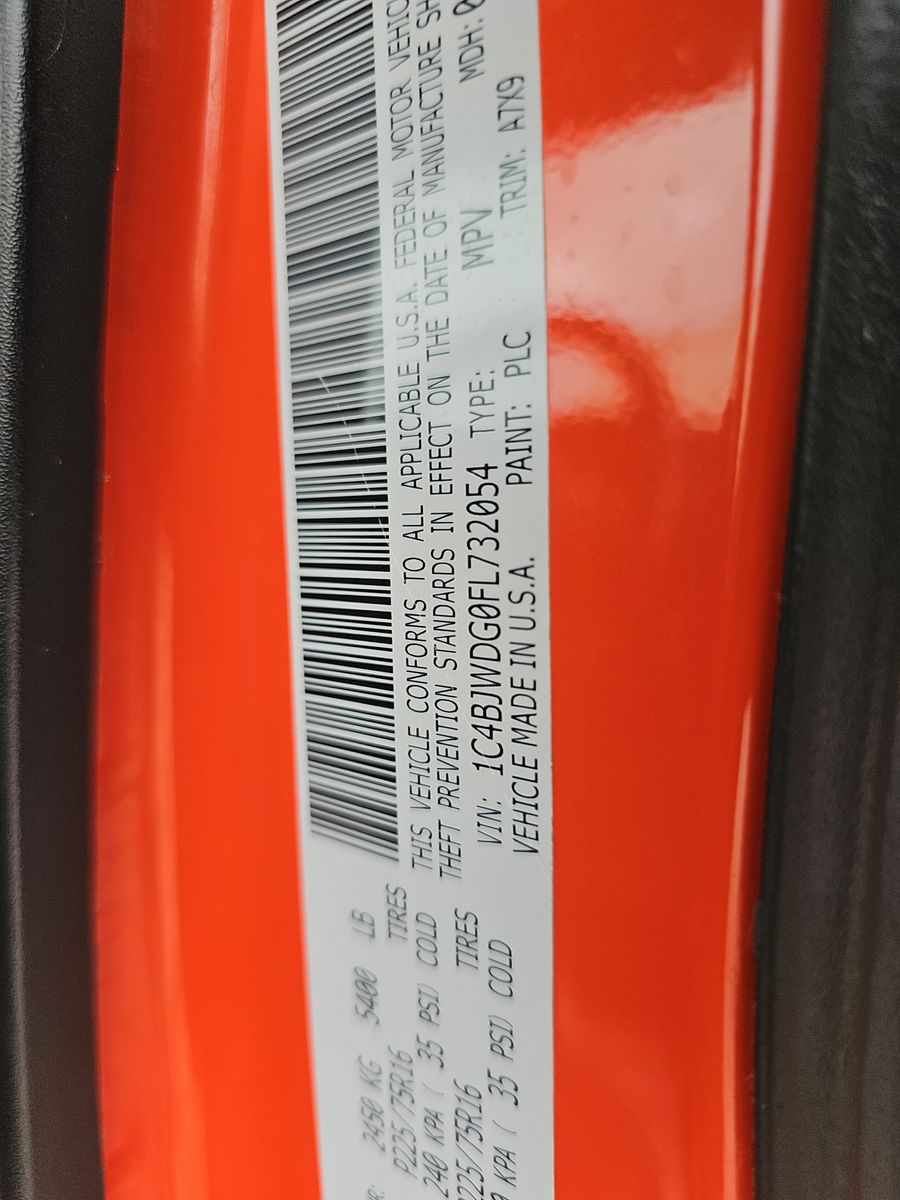 2450 KG 5400 LB
P225/75R16 TIRES
240 KPA ( 35 PSI) COLD
225/75R16 TIRES
KPA ( 35 PSI) COLD
THIS VEHICLE CONFORMS TO ALL APPLICABLE U.S.A. FEDERAL MOTOR
THEFT PREVENTION STANDARDS IN EFFECT ON THE DATE OF MANUFACTURE
VIN: 1C4BJWDG0FL732054 TYPE: MPV MDH:
VEHICLE MADE IN U.S.A. PAINT: PLC TRIM: A7X9